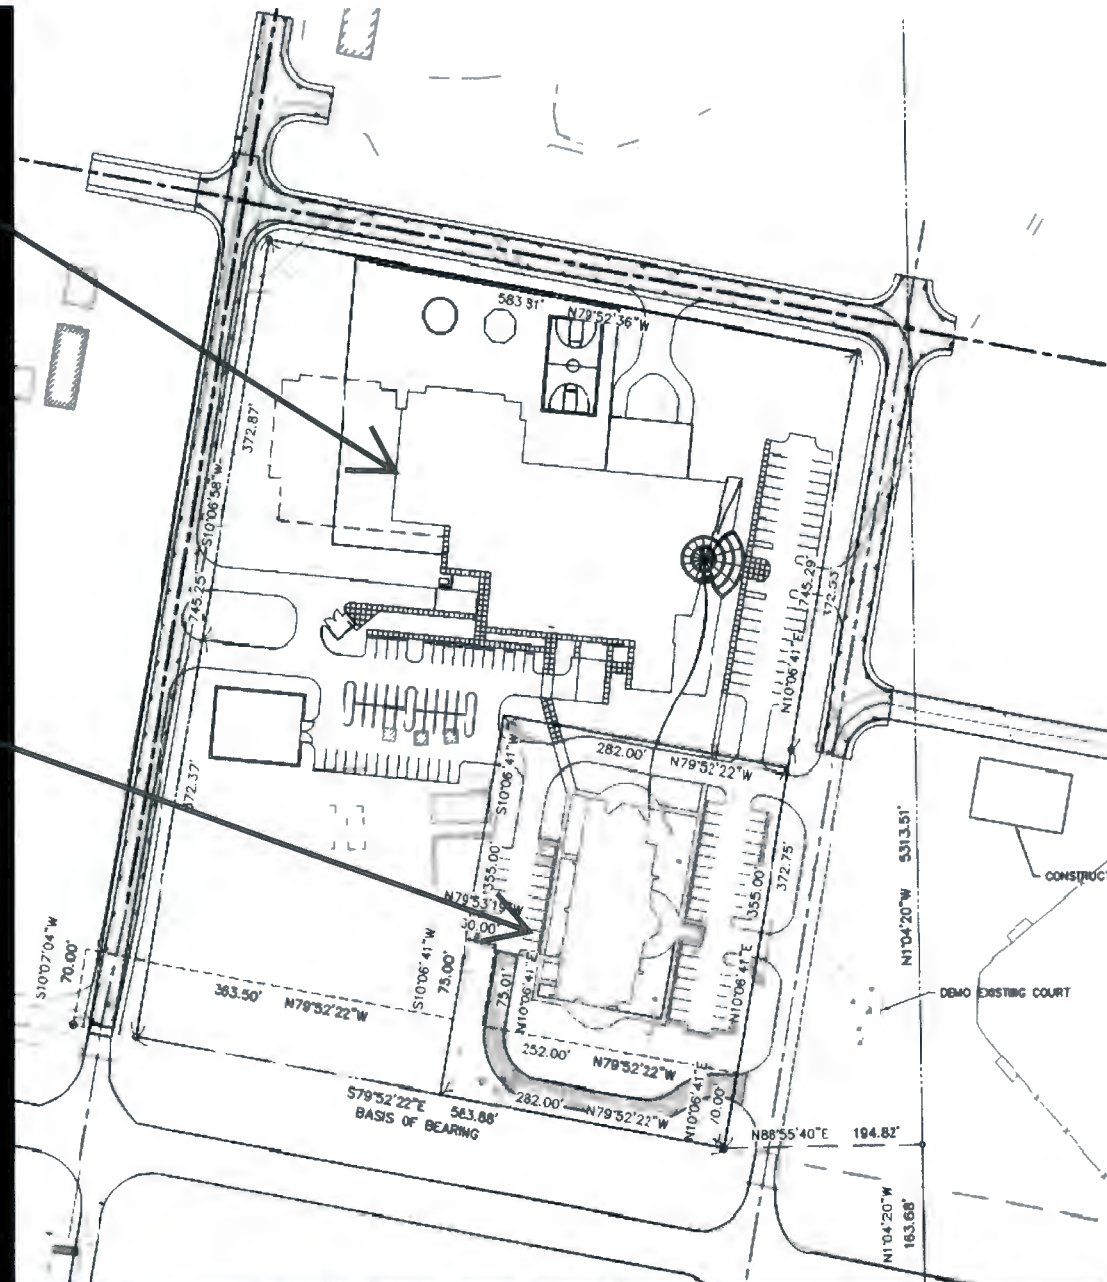 583.81'
N79°52'36"W
372.87'
S10°06'58"W
745.25'
745.29'
372.53'
N10°06'41"E
282.00'
N79°52'22"W
S10°06'41"W
372.37'
355.00'
355.00'
372.75'
N10°06'41"E
5313.51'
N1°04'20"W
CONSTRUC
N79°53'19"W
30.00'
S10°07'04"W
70.00'
S10°06'41"W
75.00'
75.01'
N10°06'41"E
363.50' N79°52'22"W
DEMO EXISTING COURT
252.00' N79°52'22"W
S79°52'22"E 583.88'
BASIS OF BEARING
282.00' N79°52'22"W
N10°06'41"E
70.00'
N88°55'40"E 194.82'
N1°04'20"W
163.68'